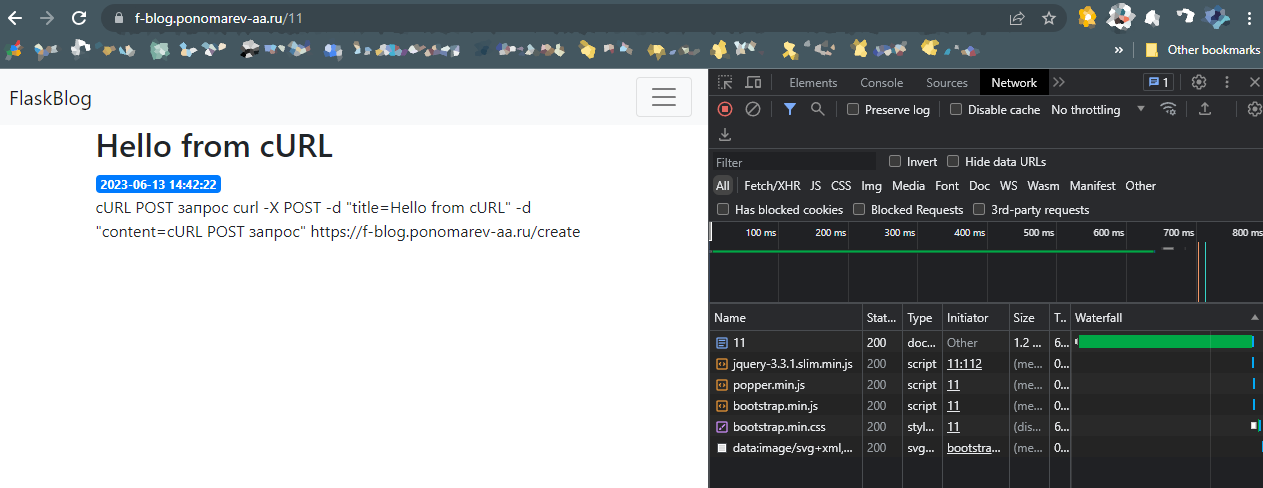 f-blog.ponomarev-aa.ru/11
» Other bookmarks
FlaskBlog
Hello from cURL
2023-06-13 14:42:22
cURL POST запрос curl -X POST -d "title=Hello from cURL" -d
"content=cURL POST запрос" https://f-blog.ponomarev-aa.ru/create
Elements Console Sources Network 1
Preserve log Disable cache No throttling
Filter Invert Hide data URLs
All Fetch/XHR JS CSS Img Media Font Doc WS Wasm Manifest Other
Has blocked cookies Blocked Requests 3rd-party requests
100 ms 200 ms 300 ms 400 ms 500 ms 600 ms 700 ms 800 ms
Name Stat... Type Initiator Size T.. Waterfall
11 200 doc... Other 1.2 ... 6...
jquery-3.3.1.slim.min.js 200 script 11:112 (me... 0...
popper.min.js 200 script 11 (me... 0...
bootstrap.min.js 200 script 11 (me... 0...
bootstrap.min.css 200 styl... 11 (dis... 6...
data:image/svg+xml,... 200 svg... bootstra... (me... 0...